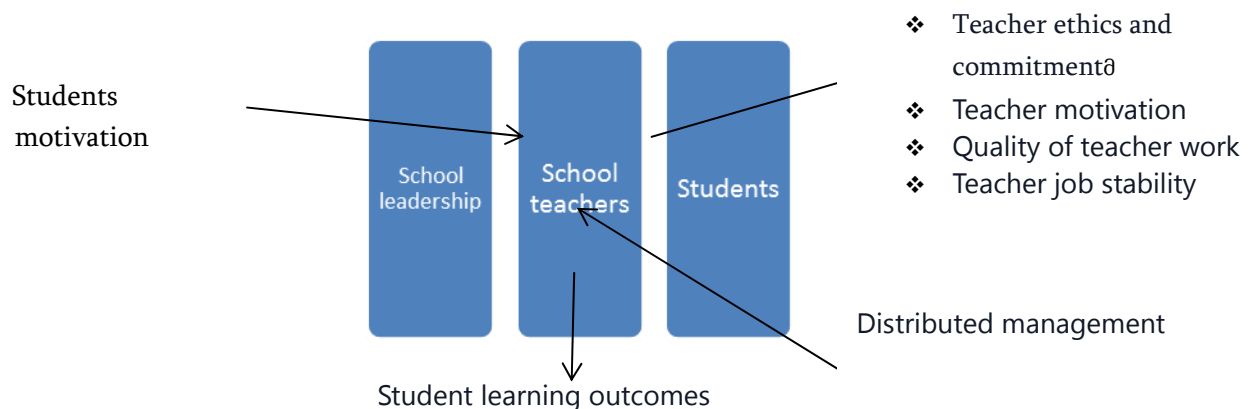 Students
motivation
School
leadership
School
teachers
Students
❖ Teacher ethics and
commitment∂
❖ Teacher motivation
❖ Quality of teacher work
❖ Teacher job stability
Distributed management
Student learning outcomes